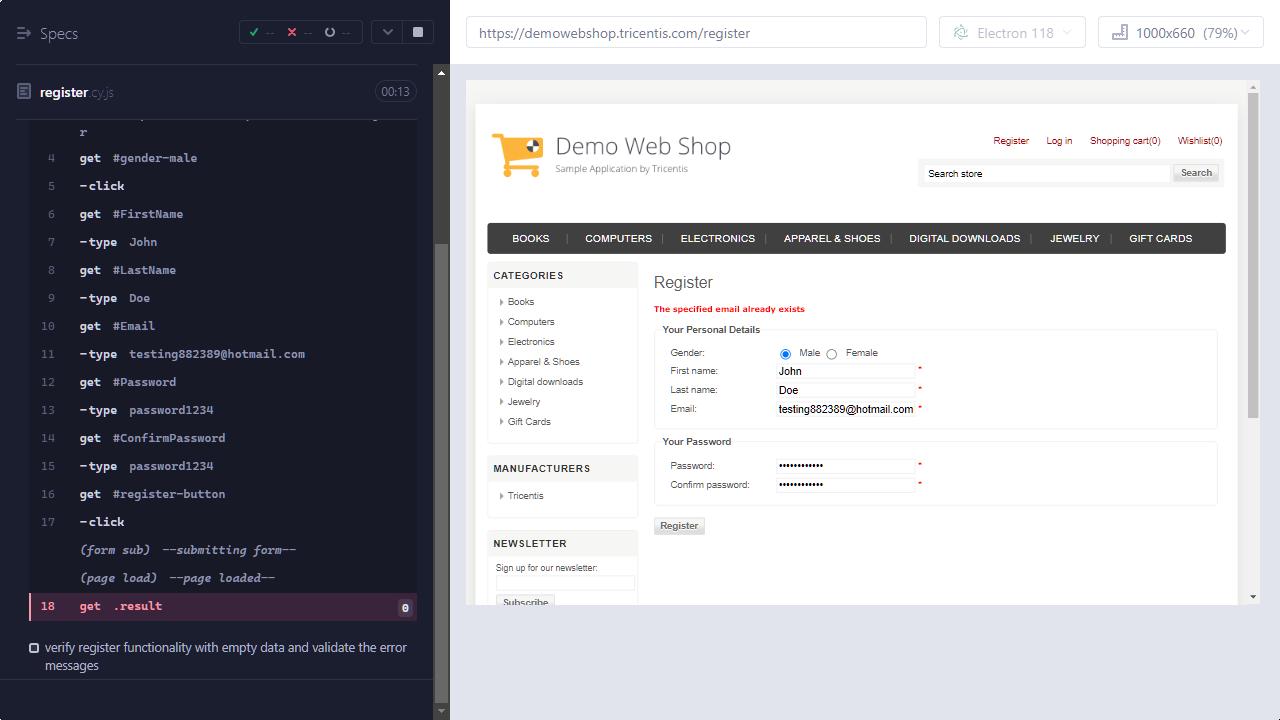 Specs
-- -- --
register.cy.js
00:13
r
4 get #gender-male
5 -click
6 get #FirstName
7 -type John
8 get #LastName
9 -type Doe
10 get #Email
11 -type testing882389@hotmail.com
12 get #Password
13 -type password1234
14 get #ConfirmPassword
15 -type password1234
16 get #register-button
17 -click
(form sub) --submitting form--
(page load) --page loaded--
18 get .result 0
verify register functionality with empty data and validate the error
messages
https://demowebshop.tricentis.com/register
Electron 118
1000x660 (79%)
Demo Web Shop
Sample Application by Tricentis
Register Log in Shopping cart(0) Wishlist(0)
Search store Search
BOOKS | COMPUTERS | ELECTRONICS | APPAREL & SHOES | DIGITAL DOWNLOADS | JEWELRY | GIFT CARDS
CATEGORIES
Books
Computers
Electronics
Apparel & Shoes
Digital downloads
Jewelry
Gift Cards
MANUFACTURERS
Tricentis
NEWSLETTER
Sign up for our newsletter:
Subscribe
Register
The specified email already exists
Your Personal Details
Gender: Male Female
First name: John *
Last name: Doe *
Email: testing882389@hotmail.com *
Your Password
Password: •••••••••••• *
Confirm password: •••••••••••• *
Register